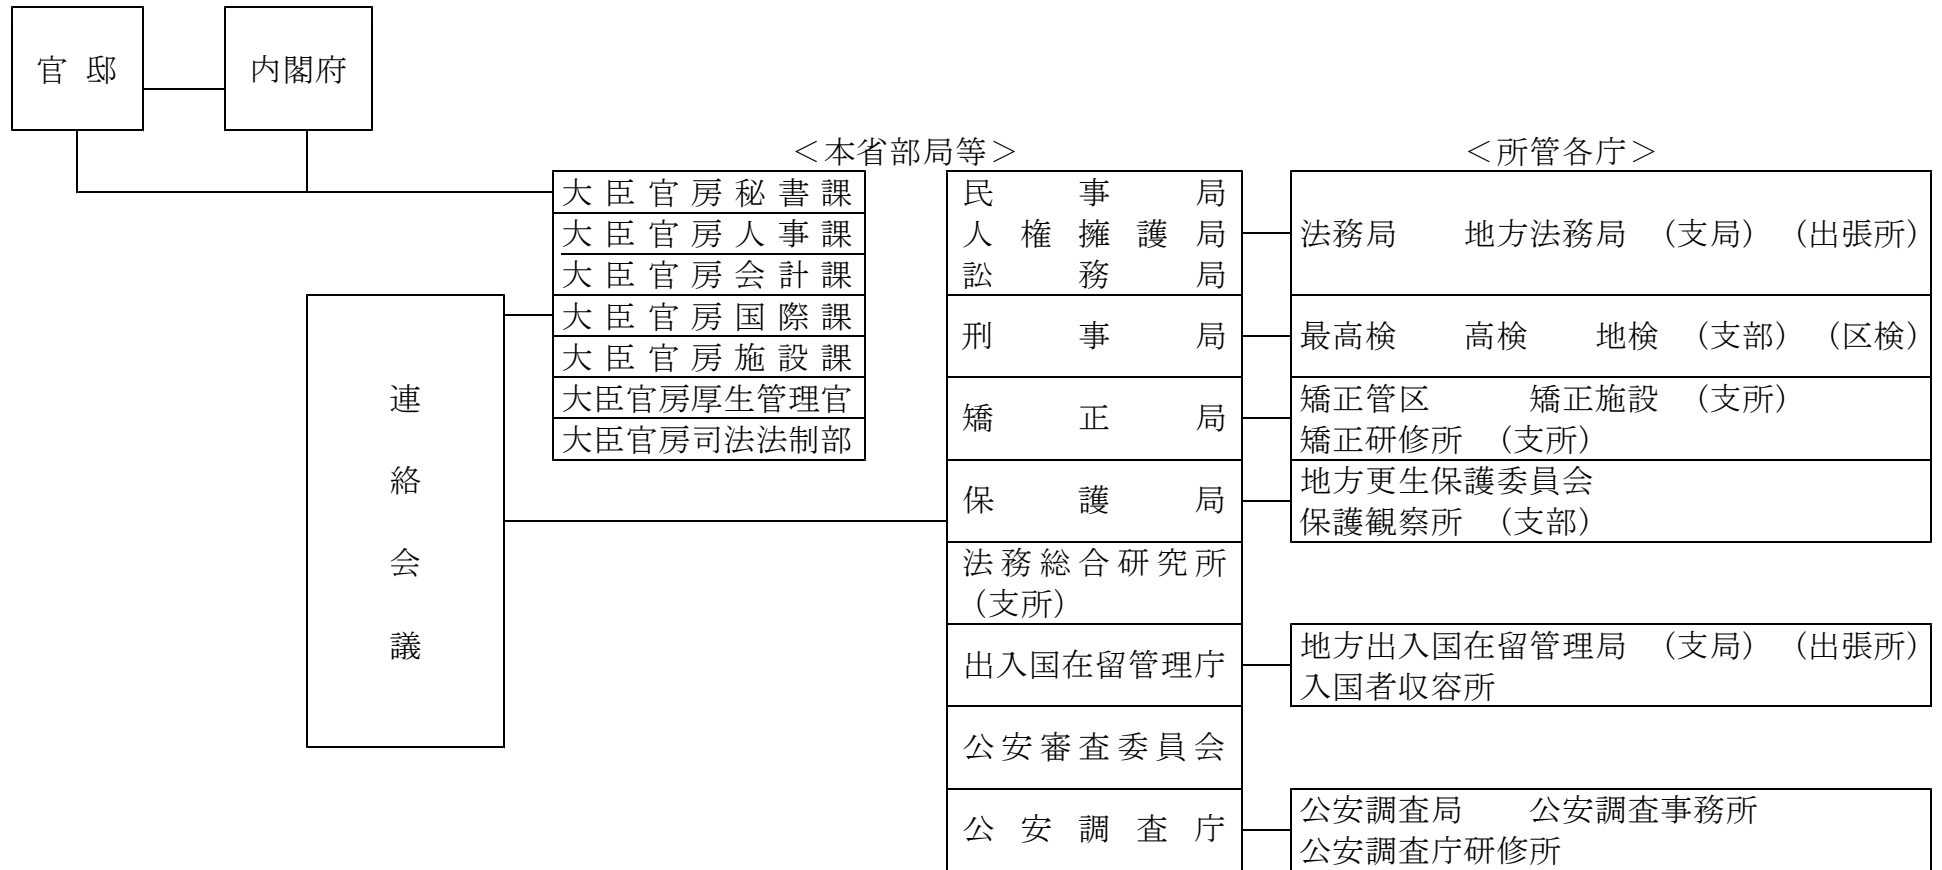 官邸
内閣府
＜本省部局等＞
＜所管各庁＞
大臣官房秘書課
大臣官房人事課
大臣官房会計課
大臣官房国際課
大臣官房施設課
大臣官房厚生管理官
大臣官房司法法制部
連絡会議
民事局
人権擁護局
訟務局
法務局　地方法務局　（支局）　（出張所）
刑事局
最高検　高検　地検　（支部）　（区検）
矯正局
矯正管区　矯正施設　（支所）
矯正研修所　（支所）
保護局
地方更生保護委員会
保護観察所　（支部）
法務総合研究所
（支所）
出入国在留管理庁
地方出入国在留管理局　（支局）　（出張所）
入国者収容所
公安審査委員会
公安調査庁
公安調査局　公安調査事務所
公安調査庁研修所